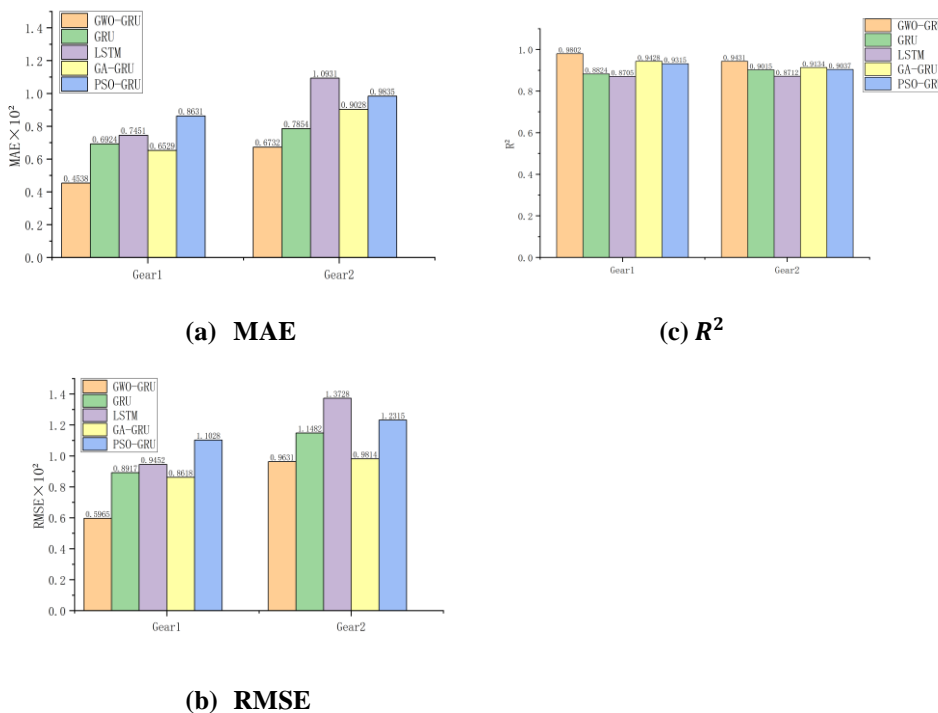 GWO-GRU
GRU
LSTM
GA-GRU
PSO-GRU
1.4
1.2
1.0
0.8
0.6
0.4
0.2
0.0
MAE×10²
0.4538
0.6924
0.7451
0.6529
0.8631
0.6732
0.7854
1.0931
0.9028
0.9835
Gear1
Gear2
(a) MAE
GWO-GR
GRU
LSTM
GA-GRU
PSO-GR
1.0
0.8
0.6
0.4
0.2
0.0
R²
0.9802
0.8824
0.8705
0.9428
0.9315
0.9431
0.9015
0.8712
0.9134
0.9037
Gear1
Gear2
(c) R²
GWO-GRU
GRU
LSTM
GA-GRU
PSO-GRU
1.4
1.2
1.0
0.8
0.6
0.4
0.2
0.0
RMSE×10²
0.5965
0.8917
0.9452
0.8618
1.1028
0.9631
1.1482
1.3728
0.9814
1.2315
Gear1
Gear2
(b) RMSE